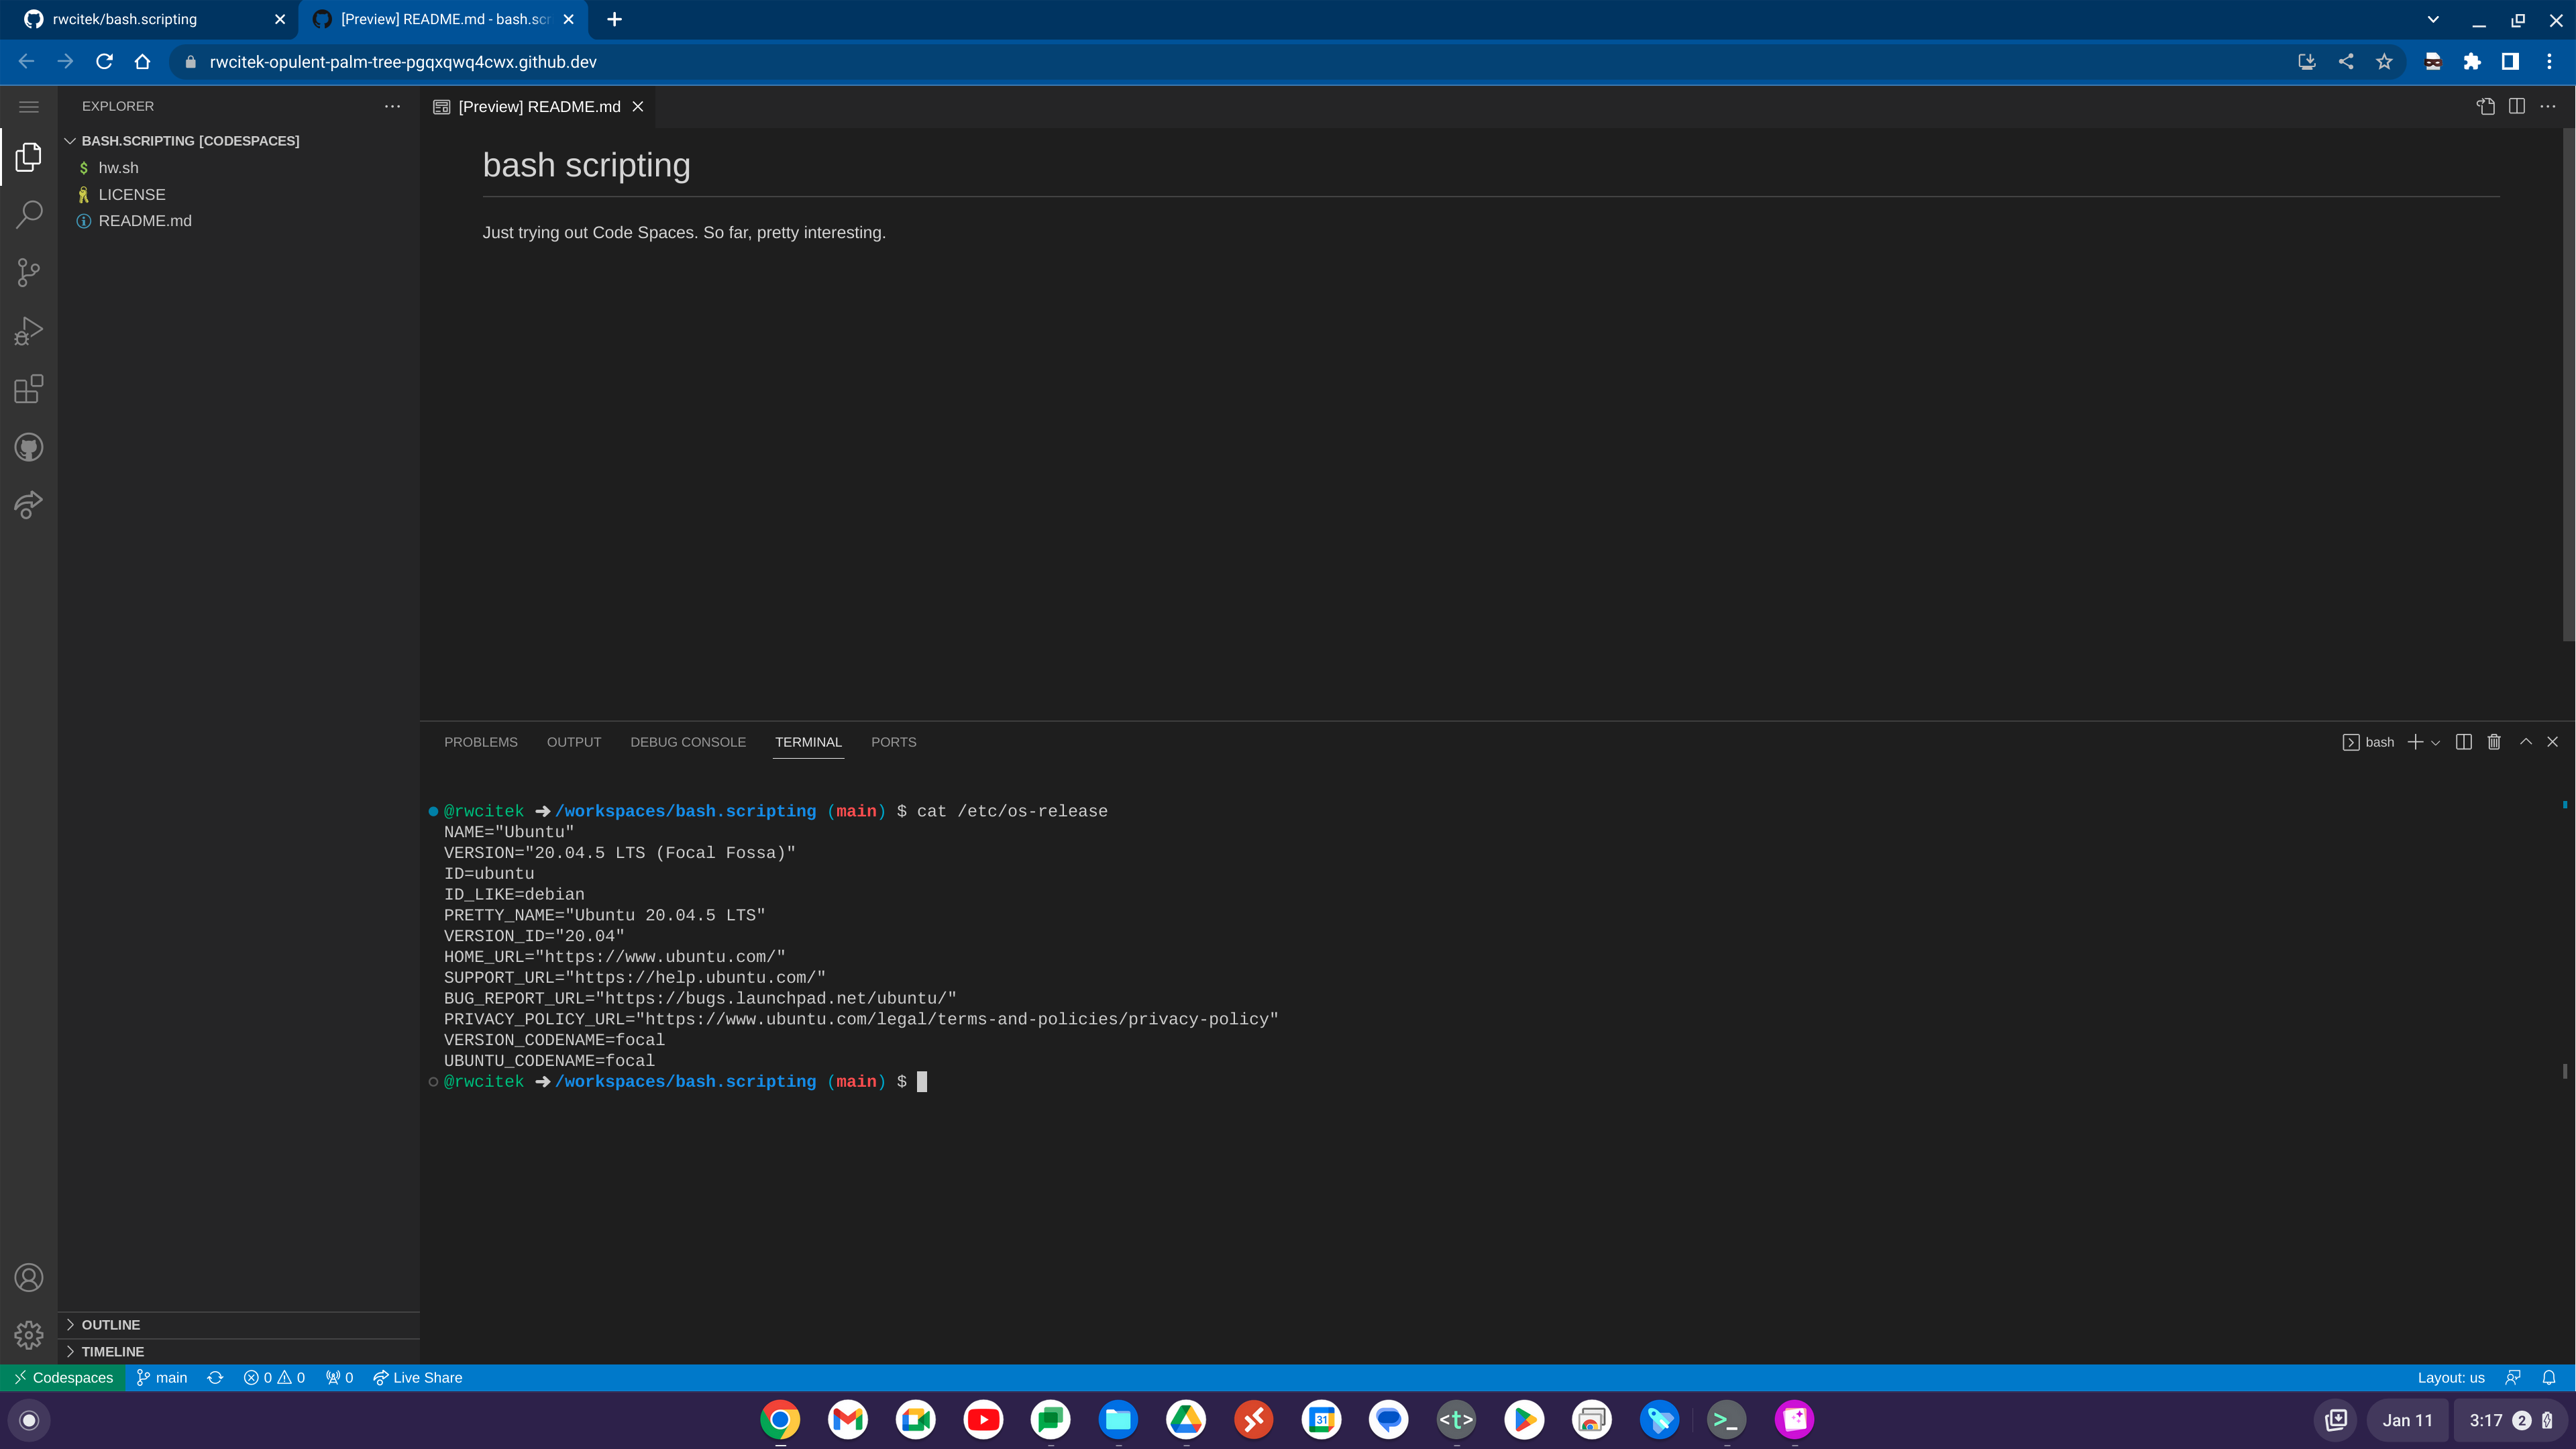 rwcitek/bash.scripting
[Preview] README.md - bash.scr
rwcitek-opulent-palm-tree-pgqxqwq4cwx.github.dev
EXPLORER
[Preview] README.md
BASH.SCRIPTING [CODESPACES]
$ hw.sh
LICENSE
README.md
bash scripting
Just trying out Code Spaces. So far, pretty interesting.
PROBLEMS OUTPUT DEBUG CONSOLE TERMINAL PORTS
bash
@rwcitek ➜ /workspaces/bash.scripting (main) $ cat /etc/os-release
NAME="Ubuntu"
VERSION="20.04.5 LTS (Focal Fossa)"
ID=ubuntu
ID_LIKE=debian
PRETTY_NAME="Ubuntu 20.04.5 LTS"
VERSION_ID="20.04"
HOME_URL="https://www.ubuntu.com/"
SUPPORT_URL="https://help.ubuntu.com/"
BUG_REPORT_URL="https://bugs.launchpad.net/ubuntu/"
PRIVACY_POLICY_URL="https://www.ubuntu.com/legal/terms-and-policies/privacy-policy"
VERSION_CODENAME=focal
UBUNTU_CODENAME=focal
@rwcitek ➜ /workspaces/bash.scripting (main) $
OUTLINE
TIMELINE
Codespaces main 0 0 0 Live Share
Layout: us
31
<t>
>_
Jan 11
3:17 2